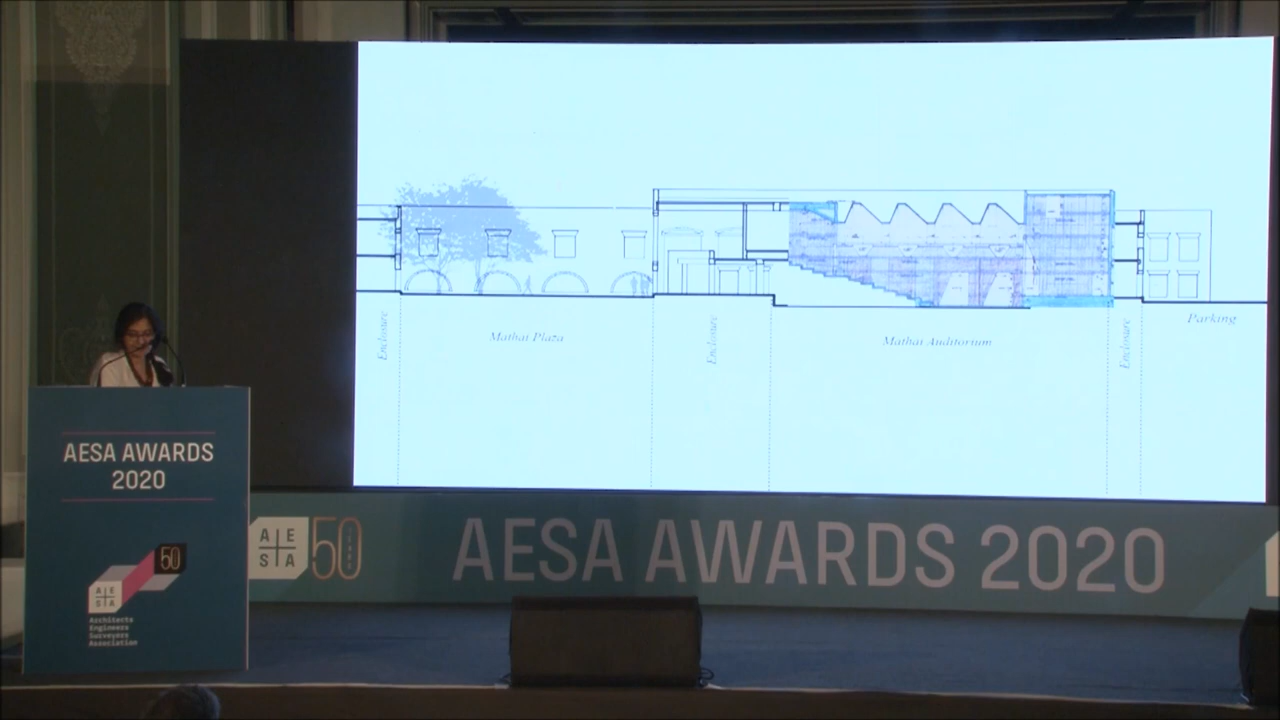 Enclosure
Mathai Plaza
Enclosure
Mathai Auditorium
Enclosure
Parking
AESA AWARDS
2020
50
A E
S A
Architects
Engineers
Surveyors
Association
A E
S A
50
YEARS
AESA AWARDS 2020